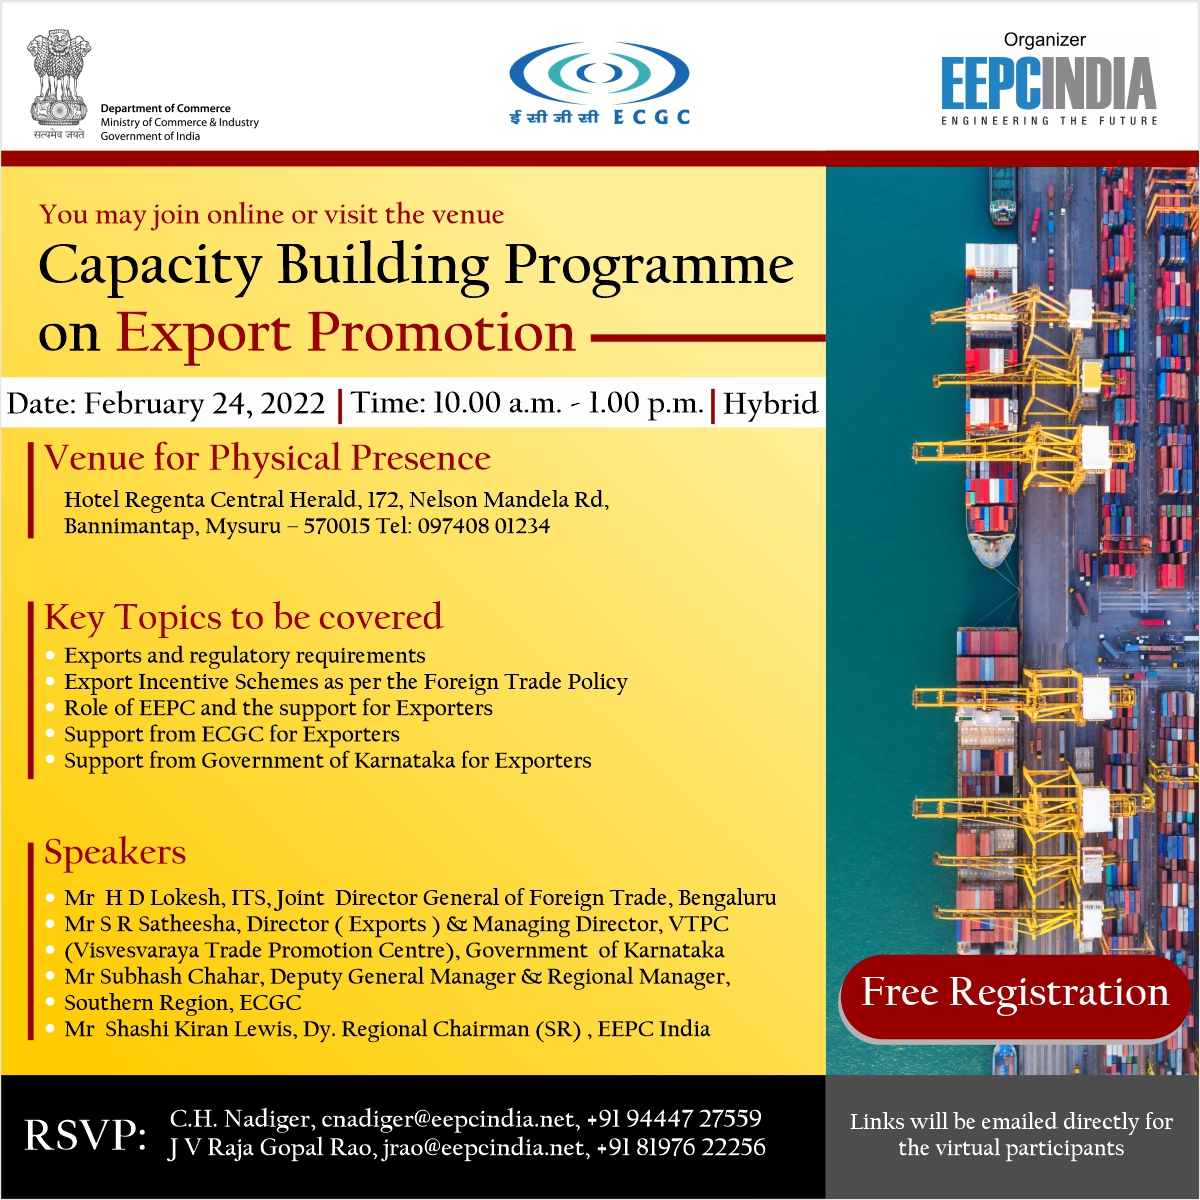 सत्यमेव जयते
Department of Commerce
Ministry of Commerce & Industry
Government of India
ई सी जी सी ECGC
Organizer
EEPCINDIA
ENGINEERING THE FUTURE
You may join online or visit the venue
Capacity Building Programme
on Export Promotion
Date: February 24, 2022 | Time: 10.00 a.m. - 1.00 p.m. | Hybrid
Venue for Physical Presence
Hotel Regenta Central Herald, 172, Nelson Mandela Rd,
Bannimantap, Mysuru – 570015 Tel: 097408 01234
Key Topics to be covered
• Exports and regulatory requirements
• Export Incentive Schemes as per the Foreign Trade Policy
• Role of EEPC and the support for Exporters
• Support from ECGC for Exporters
• Support from Government of Karnataka for Exporters
Speakers
• Mr H D Lokesh, ITS, Joint Director General of Foreign Trade, Bengaluru
• Mr S R Satheesha, Director ( Exports ) & Managing Director, VTPC
• (Visvesvaraya Trade Promotion Centre), Government of Karnataka
• Mr Subhash Chahar, Deputy General Manager & Regional Manager,
• Southern Region, ECGC
• Mr Shashi Kiran Lewis, Dy. Regional Chairman (SR) , EEPC India
Free Registration
RSVP:
C.H. Nadiger, cnadiger@eepcindia.net, +91 94447 27559
J V Raja Gopal Rao, jrao@eepcindia.net, +91 81976 22256
Links will be emailed directly for
the virtual participants